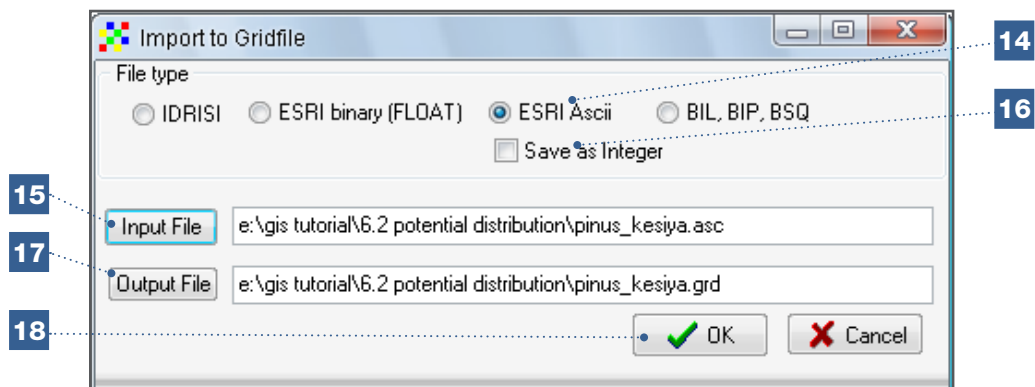 Import to Gridfile
14
File type
IDRISI ESRI binary (FLOAT) ESRI Ascii BIL, BIP, BSQ
16
Save as Integer
15
Input File e:\gis tutorial\6.2 potential distribution\pinus_kesiya.asc
17
Output File e:\gis tutorial\6.2 potential distribution\pinus_kesiya.grd
18
OK Cancel